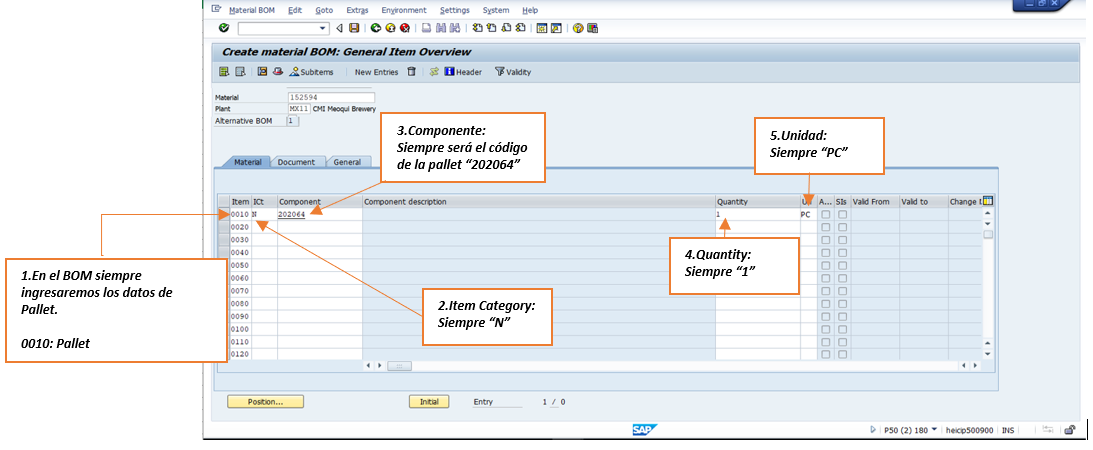 Material BOM Edit Goto Extras Environment Settings System Help
Create material BOM: General Item Overview
Subitems New Entries Header Validity
Material 152594
Plant MX11 CMI Meoqui Brewery
Alternative BOM 1
3.Componente:
Siempre será el código
de la pallet “202064”
5.Unidad:
Siempre “PC”
Material Document General
Item ICt Component Component description Quantity A... SIs Valid From Valid to Change
0010 N 202064 1 PC
0020
0030
0040
0050
0060
0070
0080
0090
0100
0110
0120
1.En el BOM siempre
ingresaremos los datos de
Pallet.
0010: Pallet
2.Item Category:
Siempre “N”
4.Quantity:
Siempre “1”
Position... Initial Entry 1 / 0
SAP P50 (2) 180 heicip500900 INS